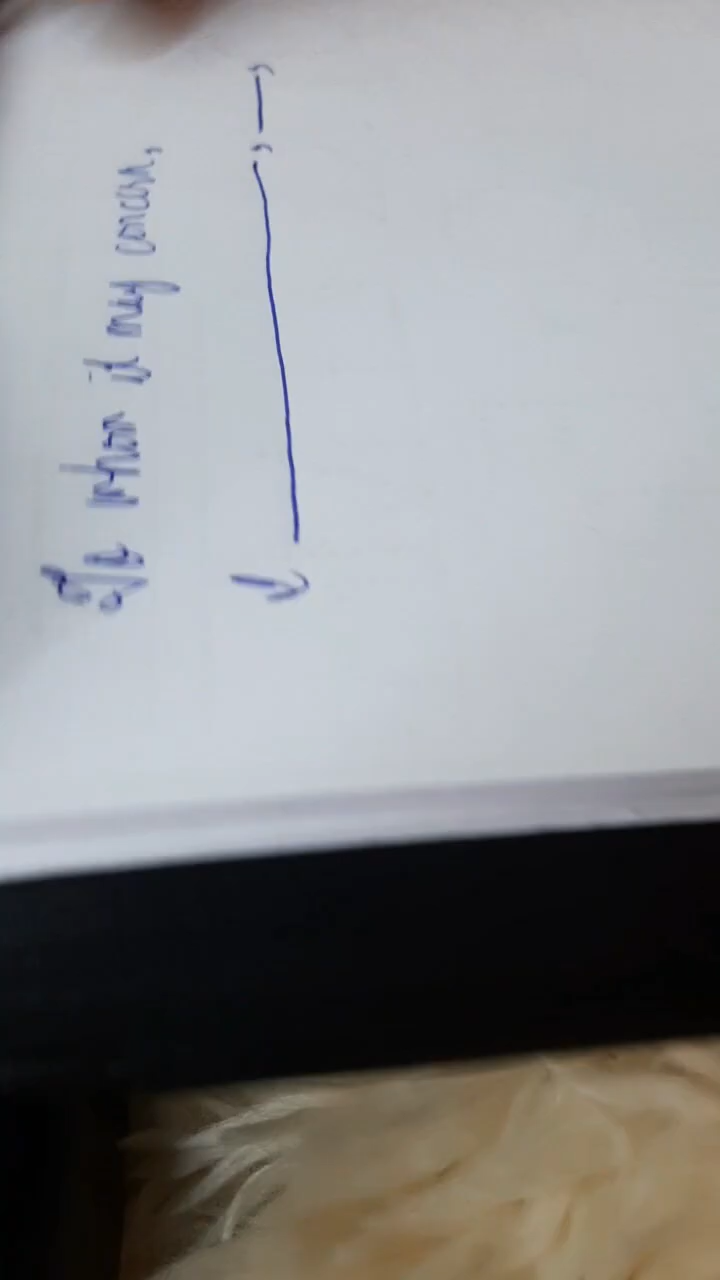 To whom it may concern,
I ————, —,